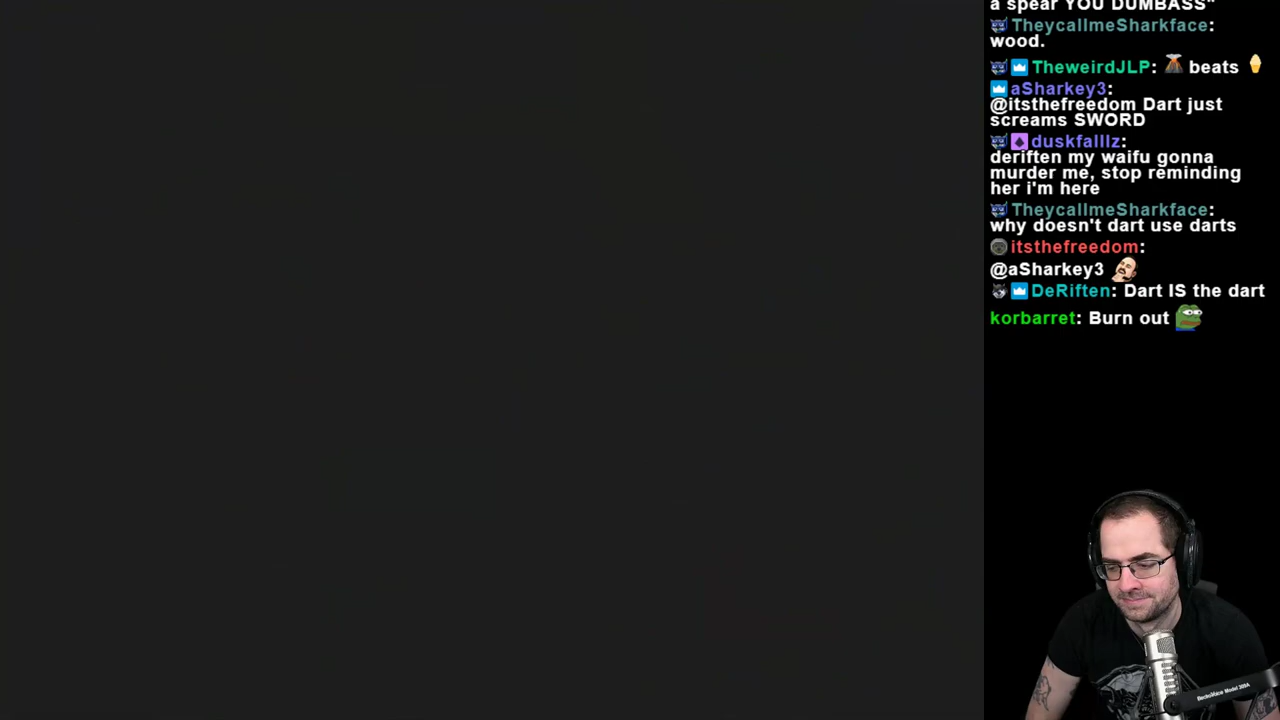 a spear YOU DUMBASS"
TheycallmeSharkface:
wood.
TheweirdJLP: beats
aSharkey3:
@itsthefreedom Dart just
screams SWORD
duskfalllz:
deriften my waifu gonna
murder me, stop reminding
her i'm here
TheycallmeSharkface:
why doesn't dart use darts
itsthefreedom:
@aSharkey3
DeRiften: Dart IS the dart
korbarret: Burn out